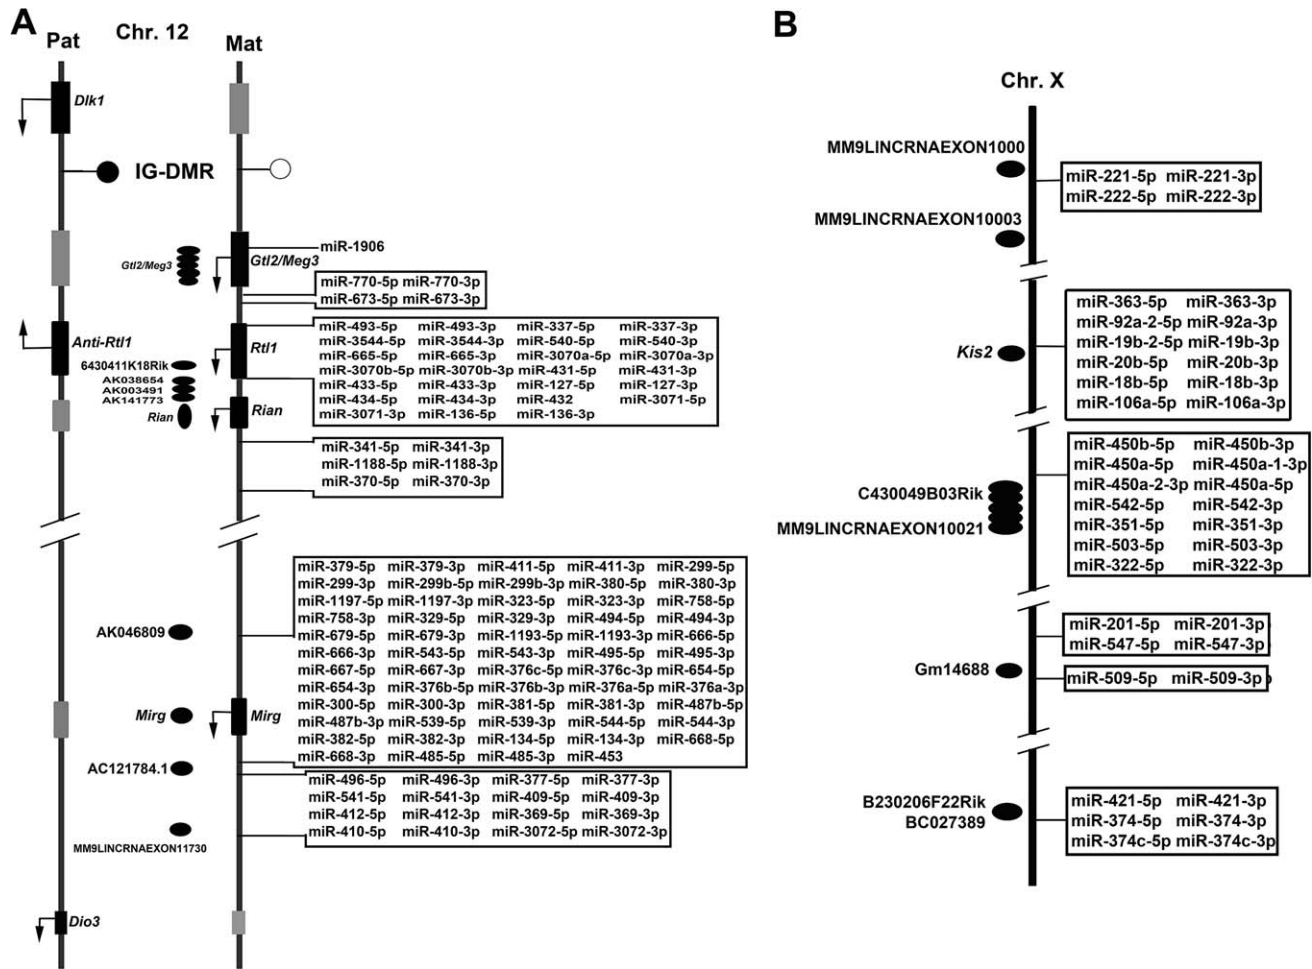 A
Pat
Chr. 12
Mat
Dlk1
IG-DMR
Gtl2/Meg3
miR-1906
Gtl2/Meg3
miR-770-5p miR-770-3p
miR-673-5p miR-673-3p
Anti-Rtl1
Rtl1
6430411K18Rik
AK038654
AK003491
AK141773
Rian
Rian
miR-493-5p miR-493-3p miR-337-5p miR-337-3p
miR-3544-5p miR-3544-3p miR-540-5p miR-540-3p
miR-665-5p miR-665-3p miR-3070a-5p miR-3070a-3p
miR-3070b-5p miR-3070b-3p miR-431-5p miR-431-3p
miR-433-5p miR-433-3p miR-127-5p miR-127-3p
miR-434-5p miR-434-3p miR-432 miR-3071-5p
miR-3071-3p miR-136-5p miR-136-3p
miR-341-5p miR-341-3p
miR-1188-5p miR-1188-3p
miR-370-5p miR-370-3p
AK046809
Mirg
Mirg
AC121784.1
MM9LINCRNAEXON11730
Dio3
miR-379-5p miR-379-3p miR-411-5p miR-411-3p miR-299-5p
miR-299-3p miR-299b-5p miR-299b-3p miR-380-5p miR-380-3p
miR-1197-5p miR-1197-3p miR-323-5p miR-323-3p miR-758-5p
miR-758-3p miR-329-5p miR-329-3p miR-494-5p miR-494-3p
miR-679-5p miR-679-3p miR-1193-5p miR-1193-3p miR-666-5p
miR-666-3p miR-543-5p miR-543-3p miR-495-5p miR-495-3p
miR-667-5p miR-667-3p miR-376c-5p miR-376c-3p miR-654-5p
miR-654-3p miR-376b-5p miR-376b-3p miR-376a-5p miR-376a-3p
miR-300-5p miR-300-3p miR-381-5p miR-381-3p miR-487b-5p
miR-487b-3p miR-539-5p miR-539-3p miR-544-5p miR-544-3p
miR-382-5p miR-382-3p miR-134-5p miR-134-3p miR-668-5p
miR-668-3p miR-485-5p miR-485-3p miR-453
miR-496-5p miR-496-3p miR-377-5p miR-377-3p
miR-541-5p miR-541-3p miR-409-5p miR-409-3p
miR-412-5p miR-412-3p miR-369-5p miR-369-3p
miR-410-5p miR-410-3p miR-3072-5p miR-3072-3p
B
Chr. X
MM9LINCRNAEXON1000
miR-221-5p miR-221-3p
miR-222-5p miR-222-3p
MM9LINCRNAEXON10003
Kis2
miR-363-5p miR-363-3p
miR-92a-2-5p miR-92a-3p
miR-19b-2-5p miR-19b-3p
miR-20b-5p miR-20b-3p
miR-18b-5p miR-18b-3p
miR-106a-5p miR-106a-3p
C430049B03Rik
MM9LINCRNAEXON10021
miR-450b-5p miR-450b-3p
miR-450a-5p miR-450a-1-3p
miR-450a-2-3p miR-450a-5p
miR-542-5p miR-542-3p
miR-351-5p miR-351-3p
miR-503-5p miR-503-3p
miR-322-5p miR-322-3p
Gm14688
miR-201-5p miR-201-3p
miR-547-5p miR-547-3p
miR-509-5p miR-509-3p
B230206F22Rik
BC027389
miR-421-5p miR-421-3p
miR-374-5p miR-374-3p
miR-374c-5p miR-374c-3p